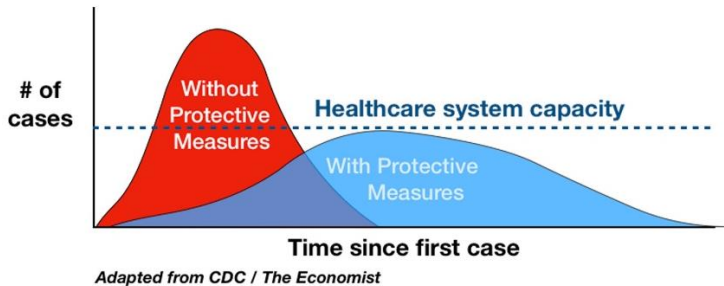 # of
cases
Without
Protective
Measures
Healthcare system capacity
With Protective
Measures
Time since first case
Adapted from CDC / The Economist